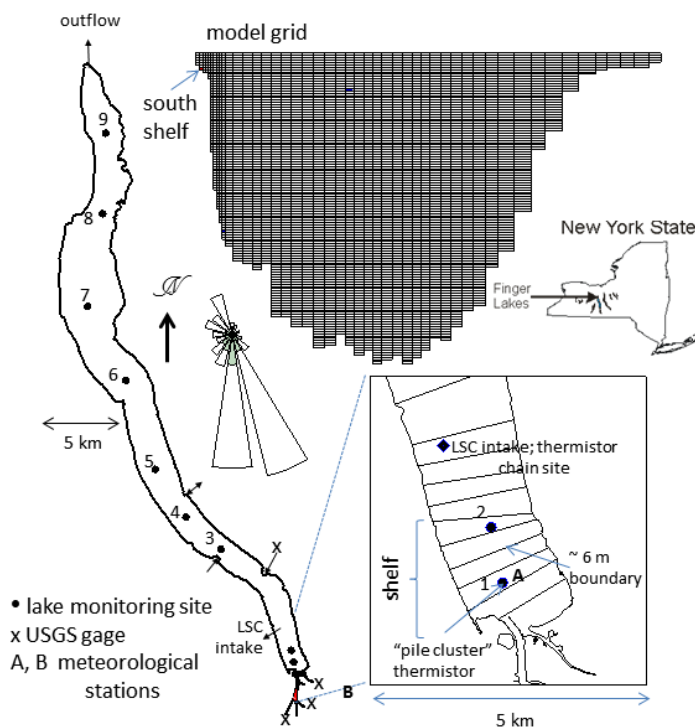 outflow
model grid
south
shelf
9
8
New York State
Finger
Lakes
7
N
6
5 km
5
4
3
x
LSC intake; thermistor
chain site
2
~ 6 m
boundary
shelf
1
A
"pile cluster"
thermistor
• lake monitoring site
x USGS gage
A, B meteorological
stations
LSC
intake
x
B
x
x
5 km